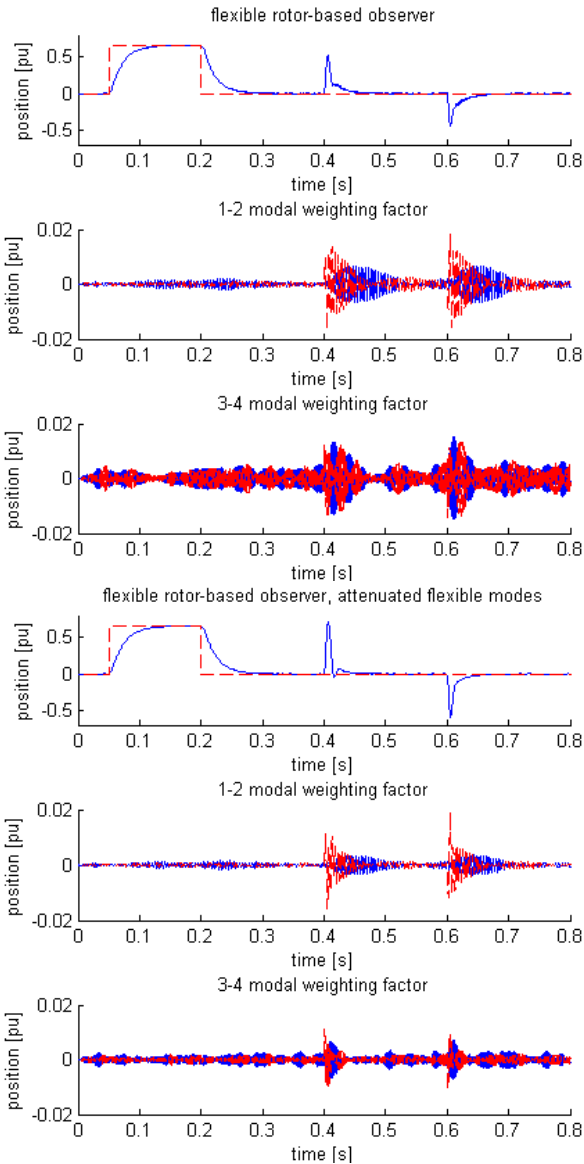 flexible rotor-based observer
position [pu]
0.5
0
-0.5
0 0.1 0.2 0.3 0.4 0.5 0.6 0.7 0.8
time [s]
1-2 modal weighting factor
position [pu]
0.02
0
-0.02
0 0.1 0.2 0.3 0.4 0.5 0.6 0.7 0.8
time [s]
3-4 modal weighting factor
position [pu]
0.02
0
-0.02
0 0.1 0.2 0.3 0.4 0.5 0.6 0.7 0.8
time [s]
flexible rotor-based observer, attenuated flexible modes
position [pu]
0.5
0
-0.5
0 0.1 0.2 0.3 0.4 0.5 0.6 0.7 0.8
time [s]
1-2 modal weighting factor
position [pu]
0.02
0
-0.02
0 0.1 0.2 0.3 0.4 0.5 0.6 0.7 0.8
time [s]
3-4 modal weighting factor
position [pu]
0.02
0
-0.02
0 0.1 0.2 0.3 0.4 0.5 0.6 0.7 0.8
time [s]